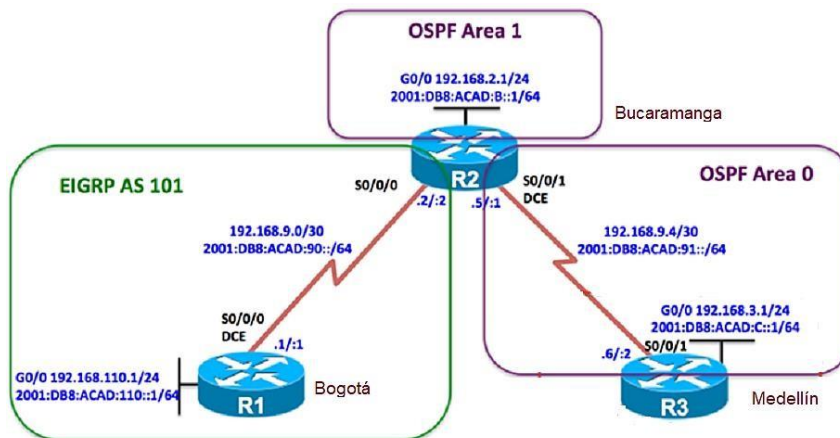 OSPF Area 1
G0/0 192.168.2.1/24
2001:DB8:ACAD:B::1/64
Bucaramanga
R2
EIGRP AS 101
S0/0/0
.2/:2
.5/:1
S0/0/1
DCE
OSPF Area 0
192.168.9.0/30
2001:DB8:ACAD:90::/64
192.168.9.4/30
2001:DB8:ACAD:91::/64
S0/0/0
DCE
.1/:1
G0/0 192.168.110.1/24
2001:DB8:ACAD:110::1/64
R1
Bogotá
G0/0 192.168.3.1/24
2001:DB8:ACAD:C::1/64
.6/:2
S0/0/1
R3
Medellín